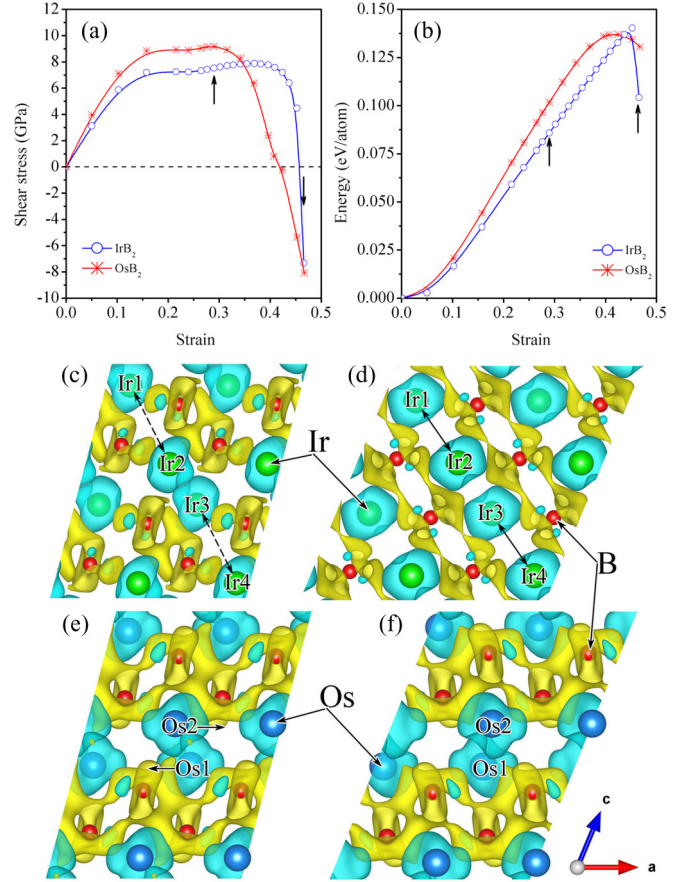 (a)
Shear stress (GPa)
12
10
8
6
4
2
0
-2
-4
-6
-8
-10
IrB2
OsB2
0.0 0.1 0.2 0.3 0.4 0.5
Strain
(b)
Energy (eV/atom)
0.150
0.125
0.100
0.075
0.050
0.025
0.000
IrB2
OsB2
0.0 0.1 0.2 0.3 0.4 0.5
Strain
(c)
Ir1
Ir2
Ir3
Ir4
Ir
(d)
Ir1
Ir2
Ir3
Ir4
B
(e)
Os2
Os1
Os
(f)
Os2
Os1
c
a